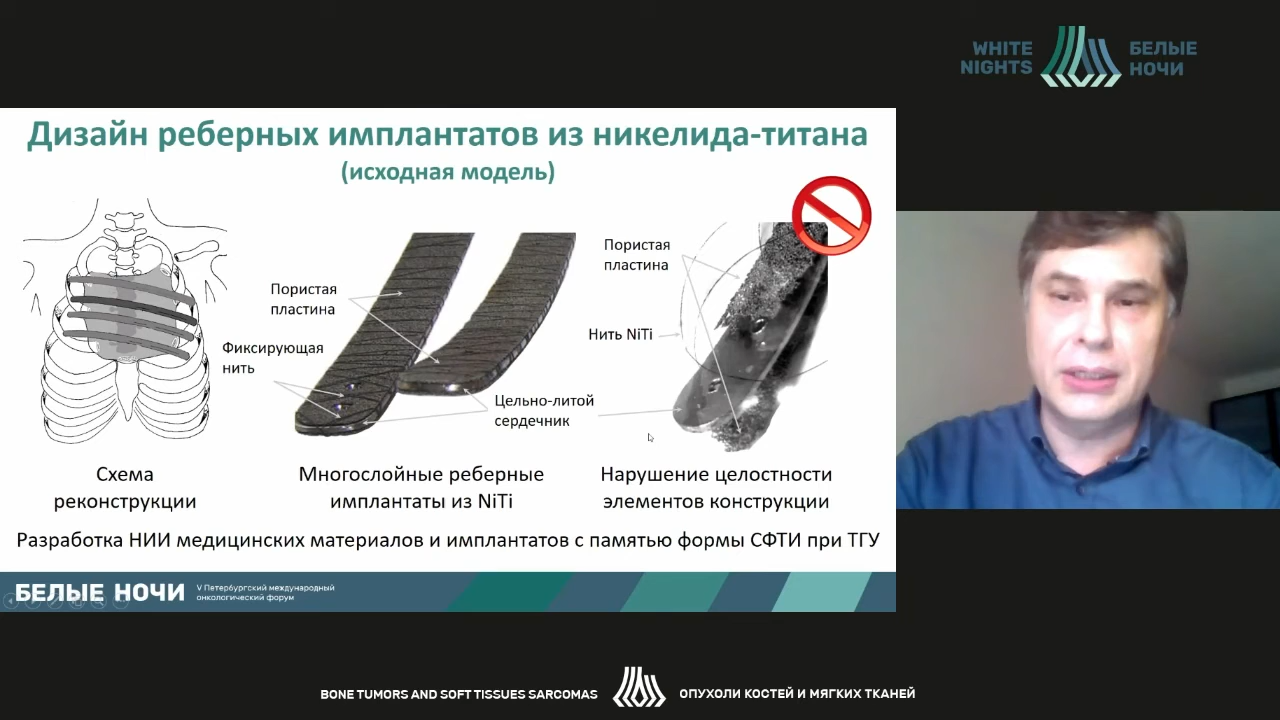 WHITE
NIGHTS
БЕЛЫЕ
НОЧИ
Дизайн реберных имплантатов из никелида-титана
(исходная модель)
Пористая
пластина
Фиксирующая
нить
Цельно-литой
сердечник
Пористая
пластина
Нить NiTi
Схема
реконструкции
Многослойные реберные
имплантаты из NiTi
Нарушение целостности
элементов конструкции
Разработка НИИ медицинских материалов и имплантатов с памятью формы СФТИ при ТГУ
БЕЛЫЕ НОЧИ
V Петербургский международный
онкологический форум
BONE TUMORS AND SOFT TISSUES SARCOMAS
ОПУХОЛИ КОСТЕЙ И МЯГКИХ ТКАНЕЙ